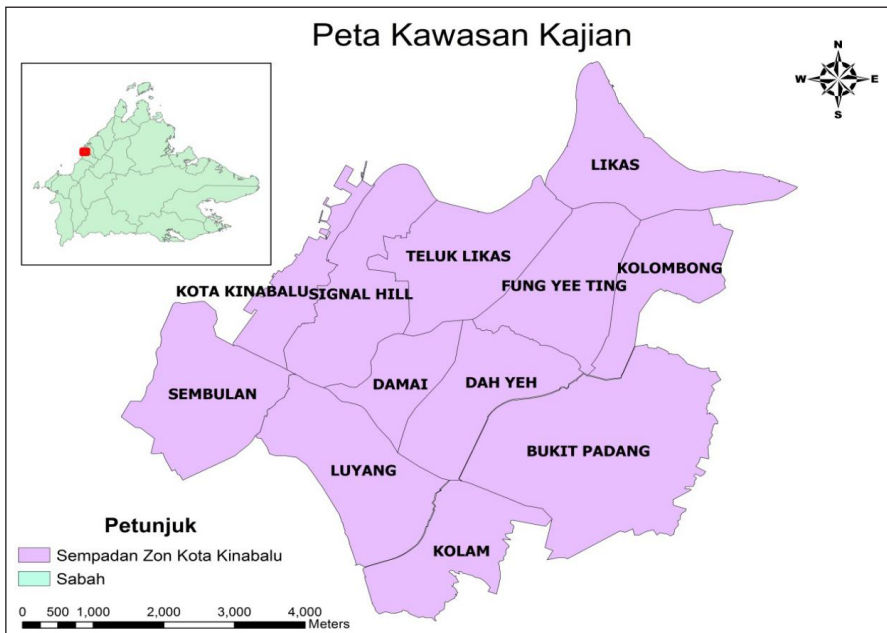 Peta Kawasan Kajian
N
W E
S
LIKAS
TELUK LIKAS
KOLOMBONG
FUNG YEE TING
KOTA KINABALU
SIGNAL HILL
DAMAI
DAH YEH
SEMBULAN
BUKIT PADANG
LUYANG
KOLAM
Petunjuk
Sempadan Zon Kota Kinabalu
Sabah
0 500 1,000 2,000 3,000 4,000
Meters